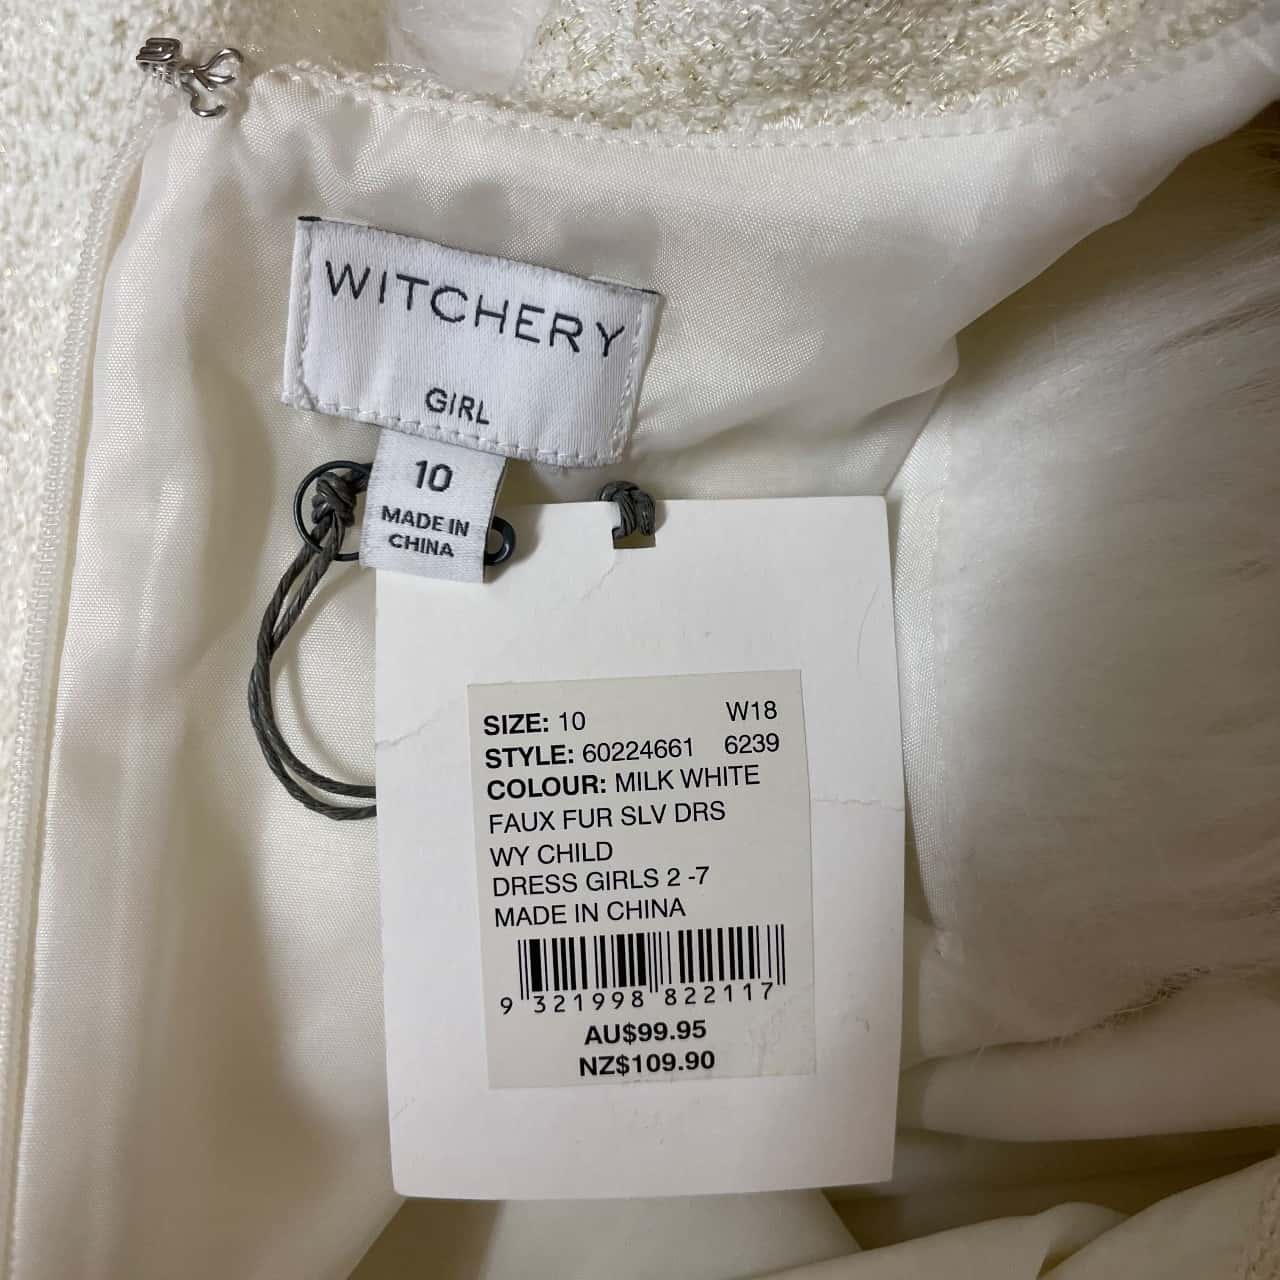 WITCHERY
GIRL
10
MADE IN
CHINA
SIZE: 10 W18
STYLE: 60224661 6239
COLOUR: MILK WHITE
FAUX FUR SLV DRS
WY CHILD
DRESS GIRLS 2 -7
MADE IN CHINA
9 321998 822117
AU$99.95
NZ$109.90